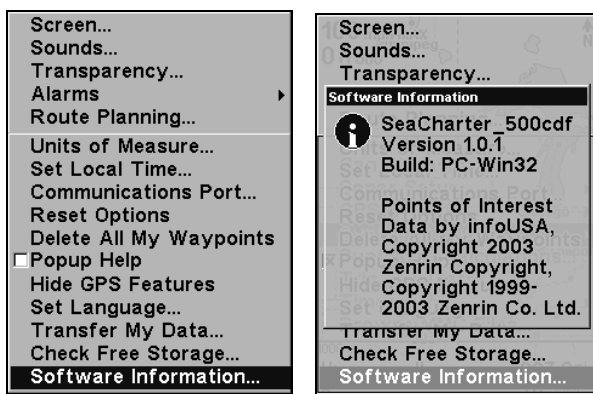 Screen...
Sounds...
Transparency...
Alarms
Route Planning...
Units of Measure...
Set Local Time...
Communications Port...
Reset Options
Delete All My Waypoints
Popup Help
Hide GPS Features
Set Language...
Transfer My Data...
Check Free Storage...
Software Information...
Screen...
Sounds...
Transparency...
Software Information
SeaCharter_500cdf
Version 1.0.1
Build: PC-Win32
Points of Interest
Data by infoUSA,
Copyright 2003
Zenrin Copyright,
Copyright 1999-
2003 Zenrin Co. Ltd.
Transfer My Data...
Check Free Storage...
Software Information...